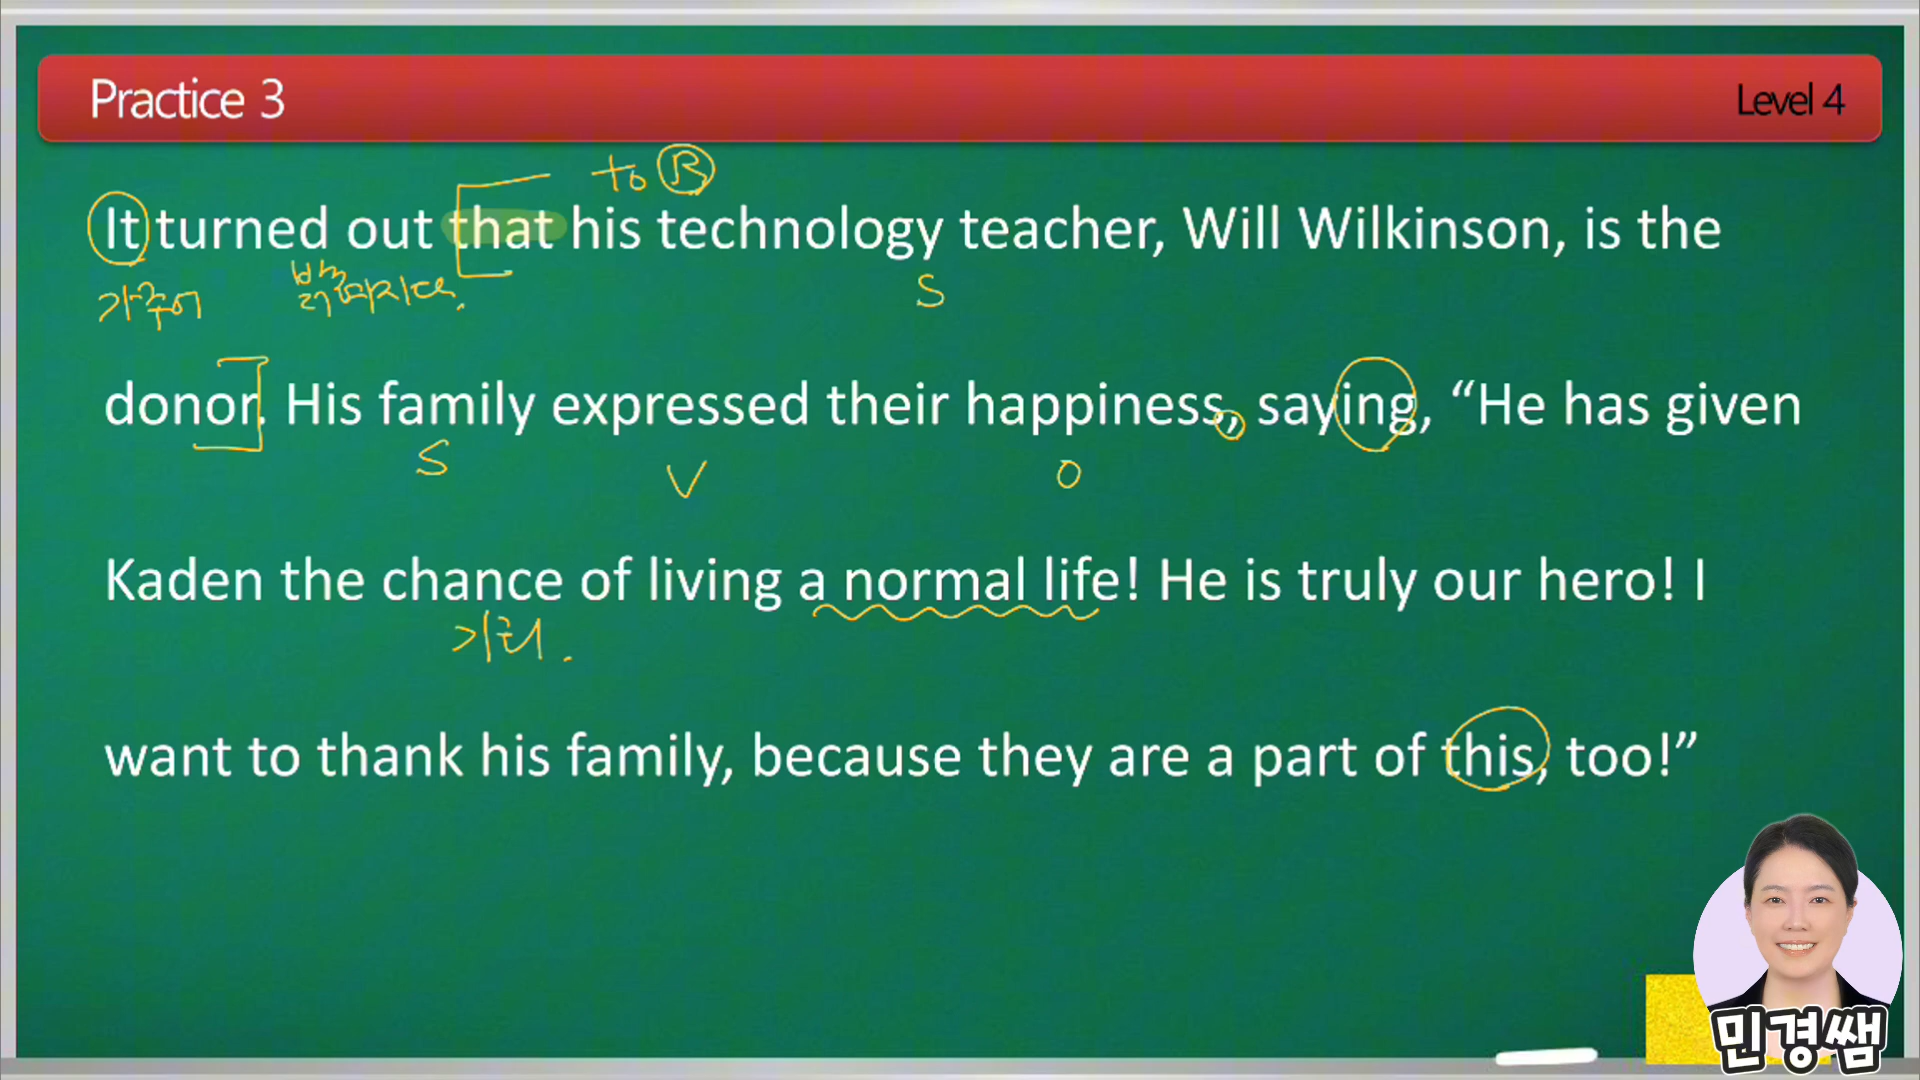 Practice 3
Level 4
to R
It turned out that his technology teacher, Will Wilkinson, is the
가주어
밝혀지다.
S
donor. His family expressed their happiness, saying, “He has given
S V O
Kaden the chance of living a normal life! He is truly our hero! I
기회.
want to thank his family, because they are a part of this, too!”
민경쌤